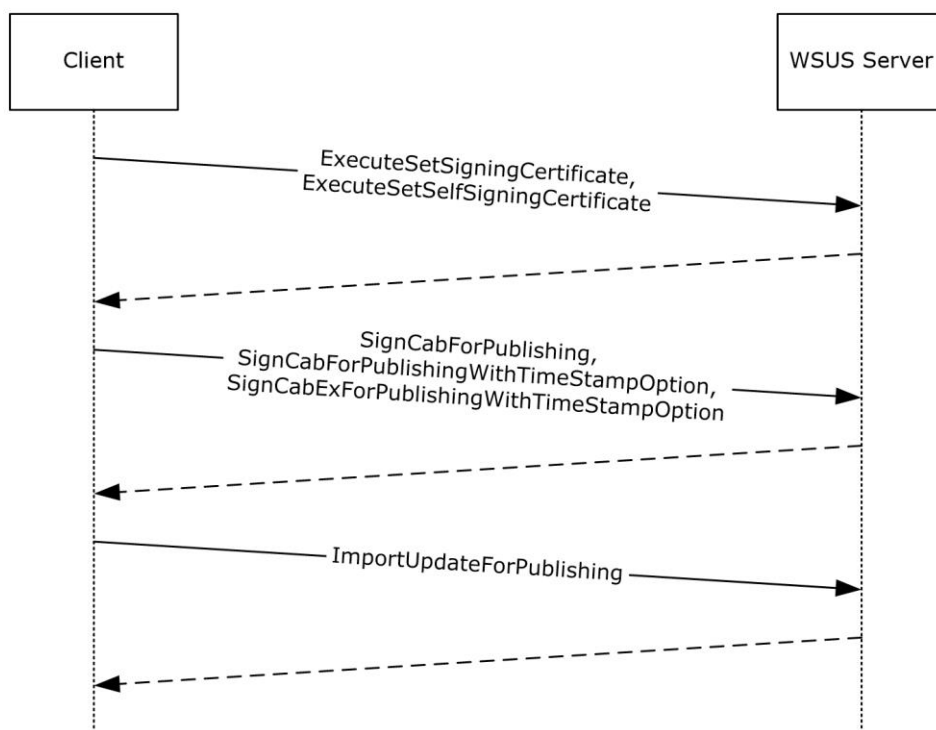 Client
WSUS Server
ExecuteSetSigningCertificate,
ExecuteSetSelfSigningCertificate
SignCabForPublishing,
SignCabForPublishingWithTimeStampOption,
SignCabExForPublishingWithTimeStampOption
ImportUpdateForPublishing